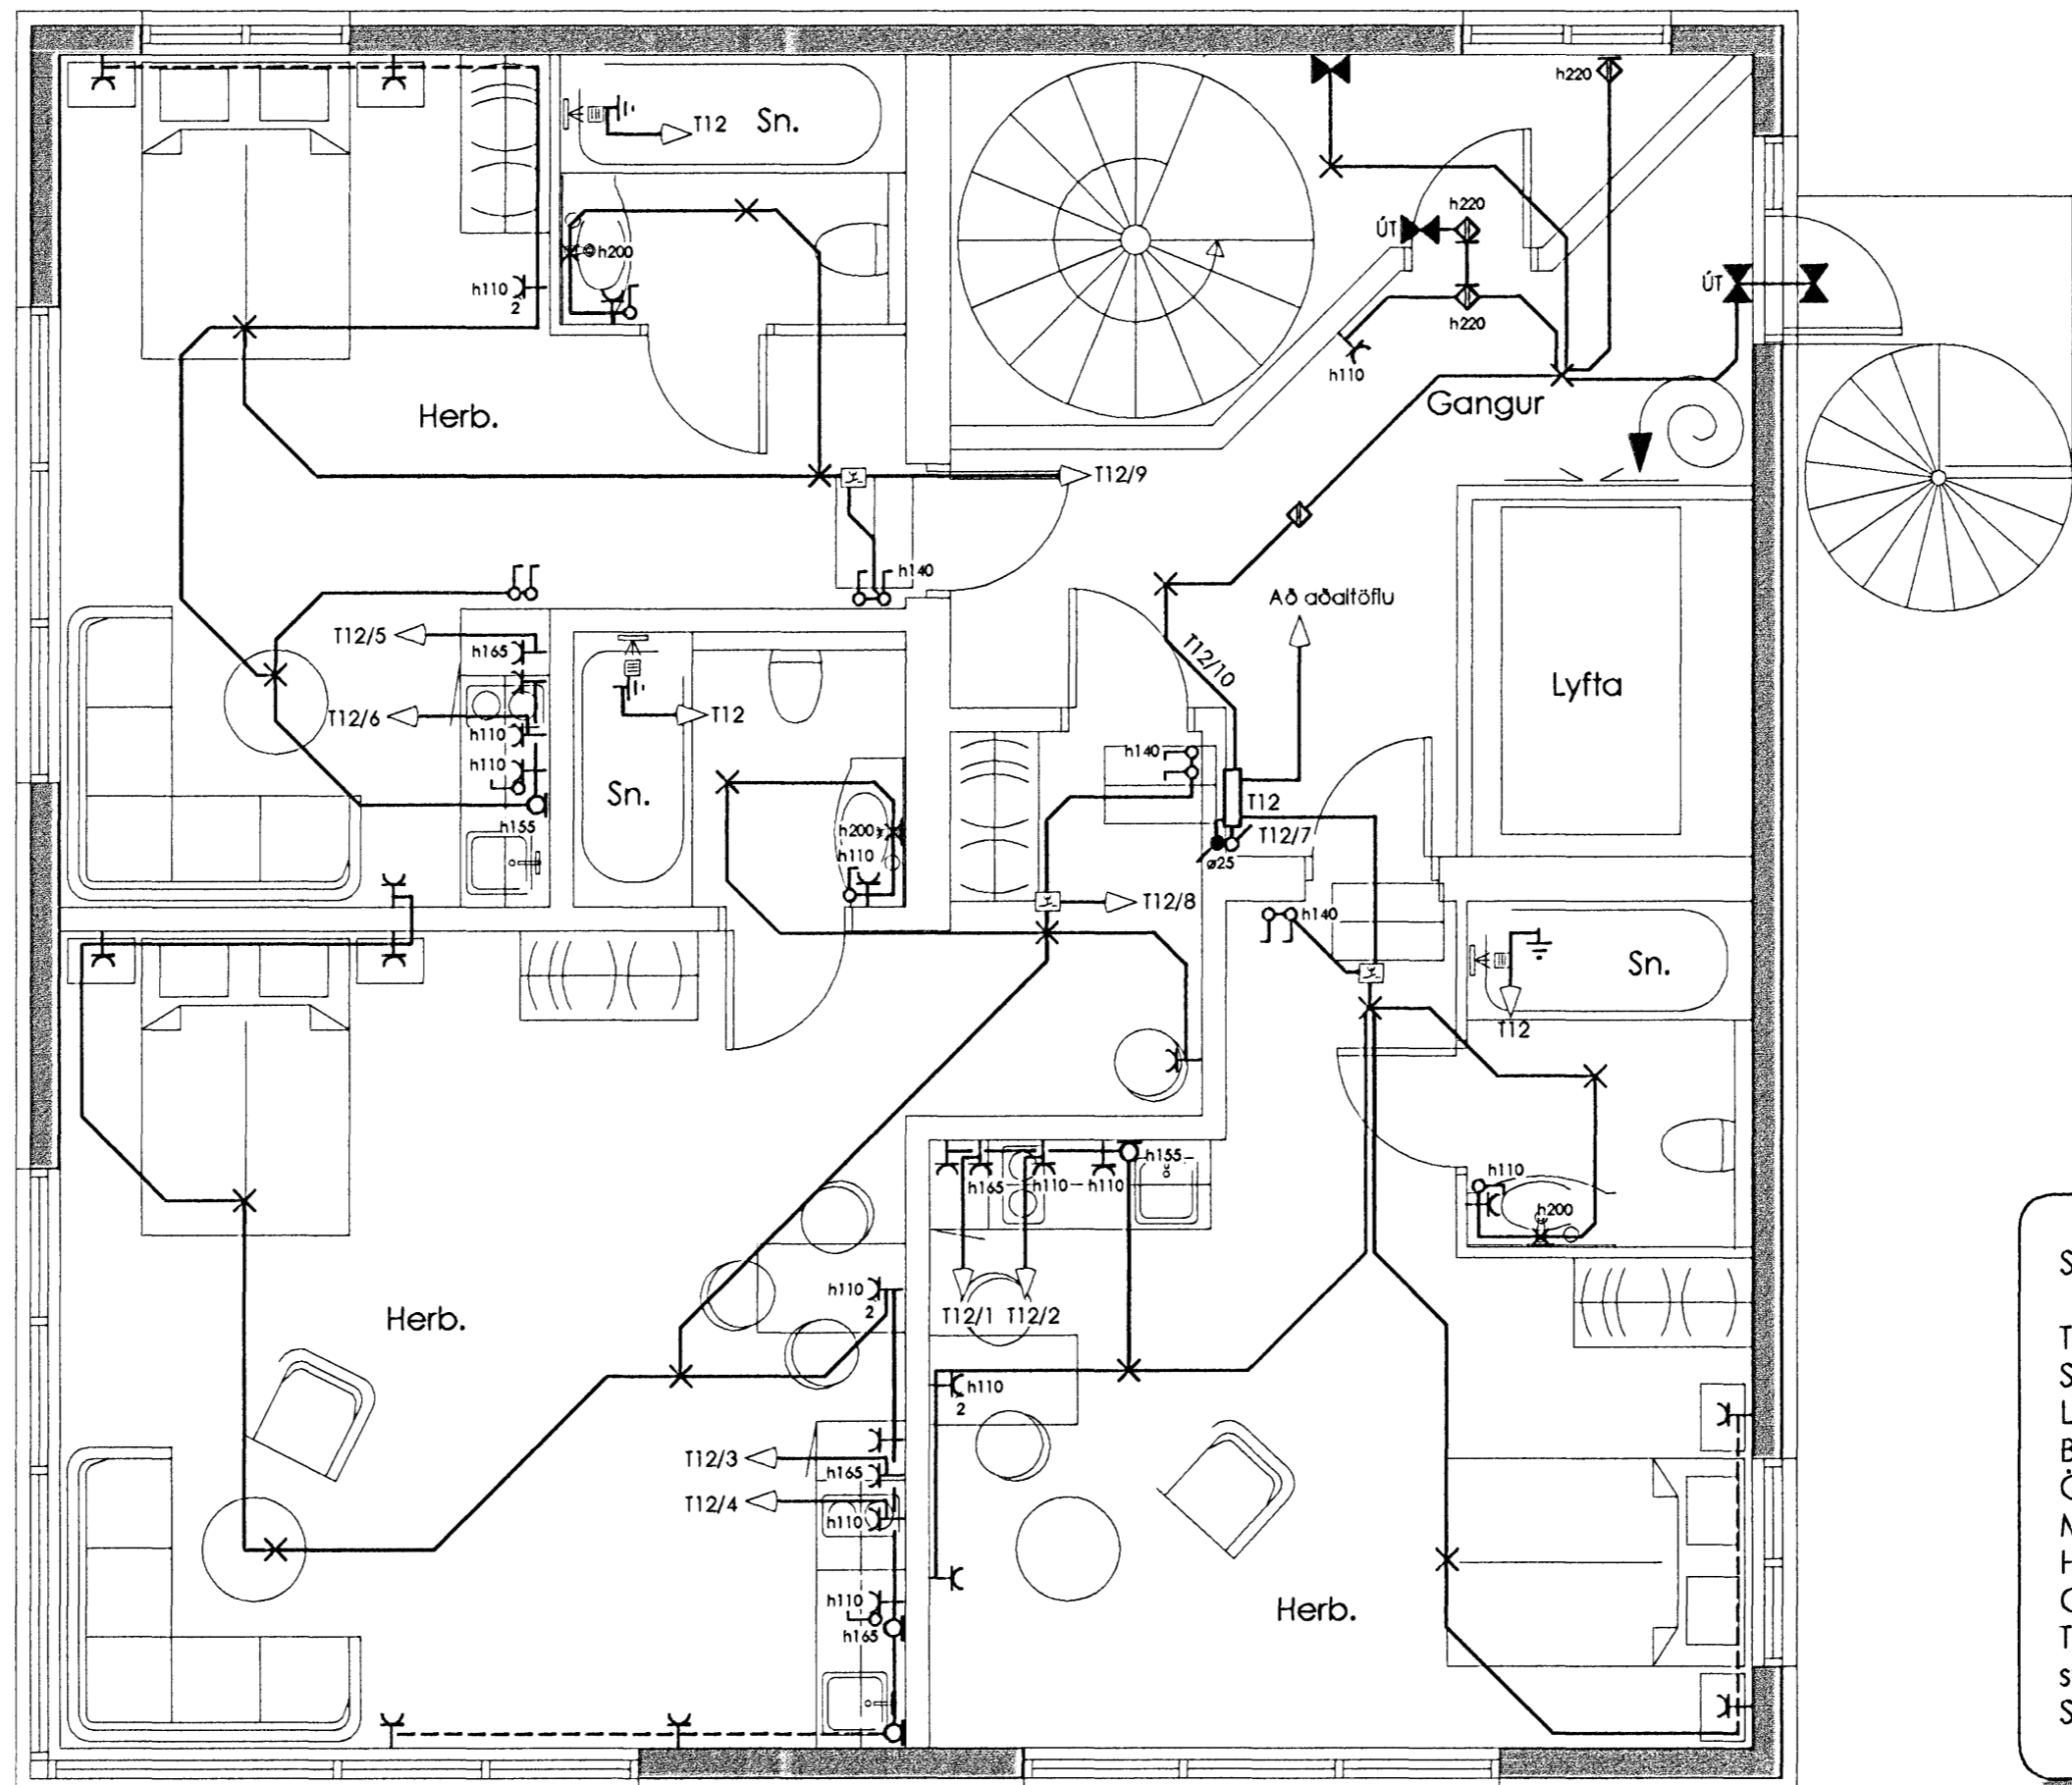 h220
T12
Sn.
h220
ÚT
h200
h110
2
ÚT
h220
h110
Gangur
Herb.
T12/9
h140
Að aðaltöflu
T12/5
h165
T12/10
Lyfta
T12/6
T12
h110
h140
h110
Sn.
T12
h155
h200
T12/7
h110
ø25
T12/8
h140
Sn.
T12
h155
h165
h110
h110
h110
h200
h110
2
T12/1
T12/2
Herb.
h110
2
T12/3
h165
T12/4
h110
h110
h165
Herb.
S
T
S
L
B
Ö
M
H
T
s
S